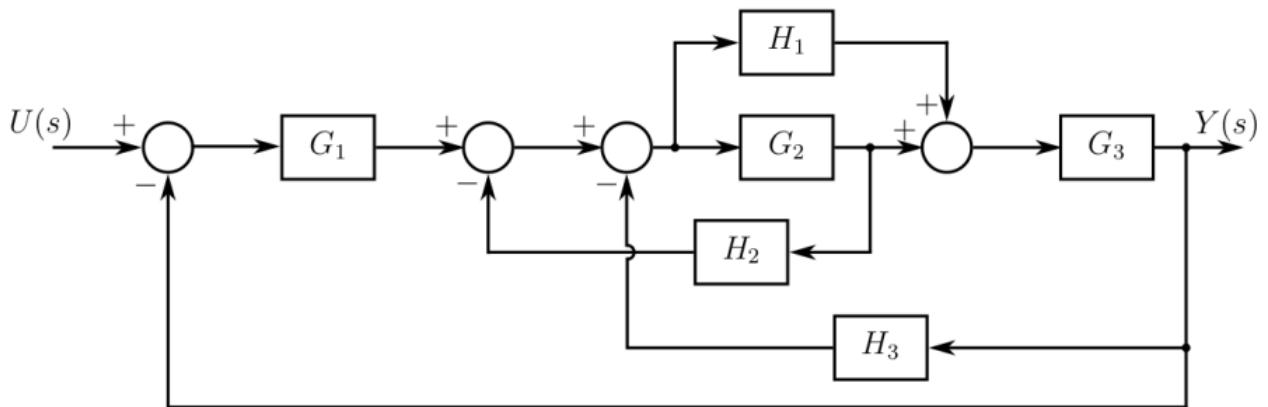 H₁
U(s) + − G₁ + − + − G₂ + + G₃ Y(s)
H₂
H₃